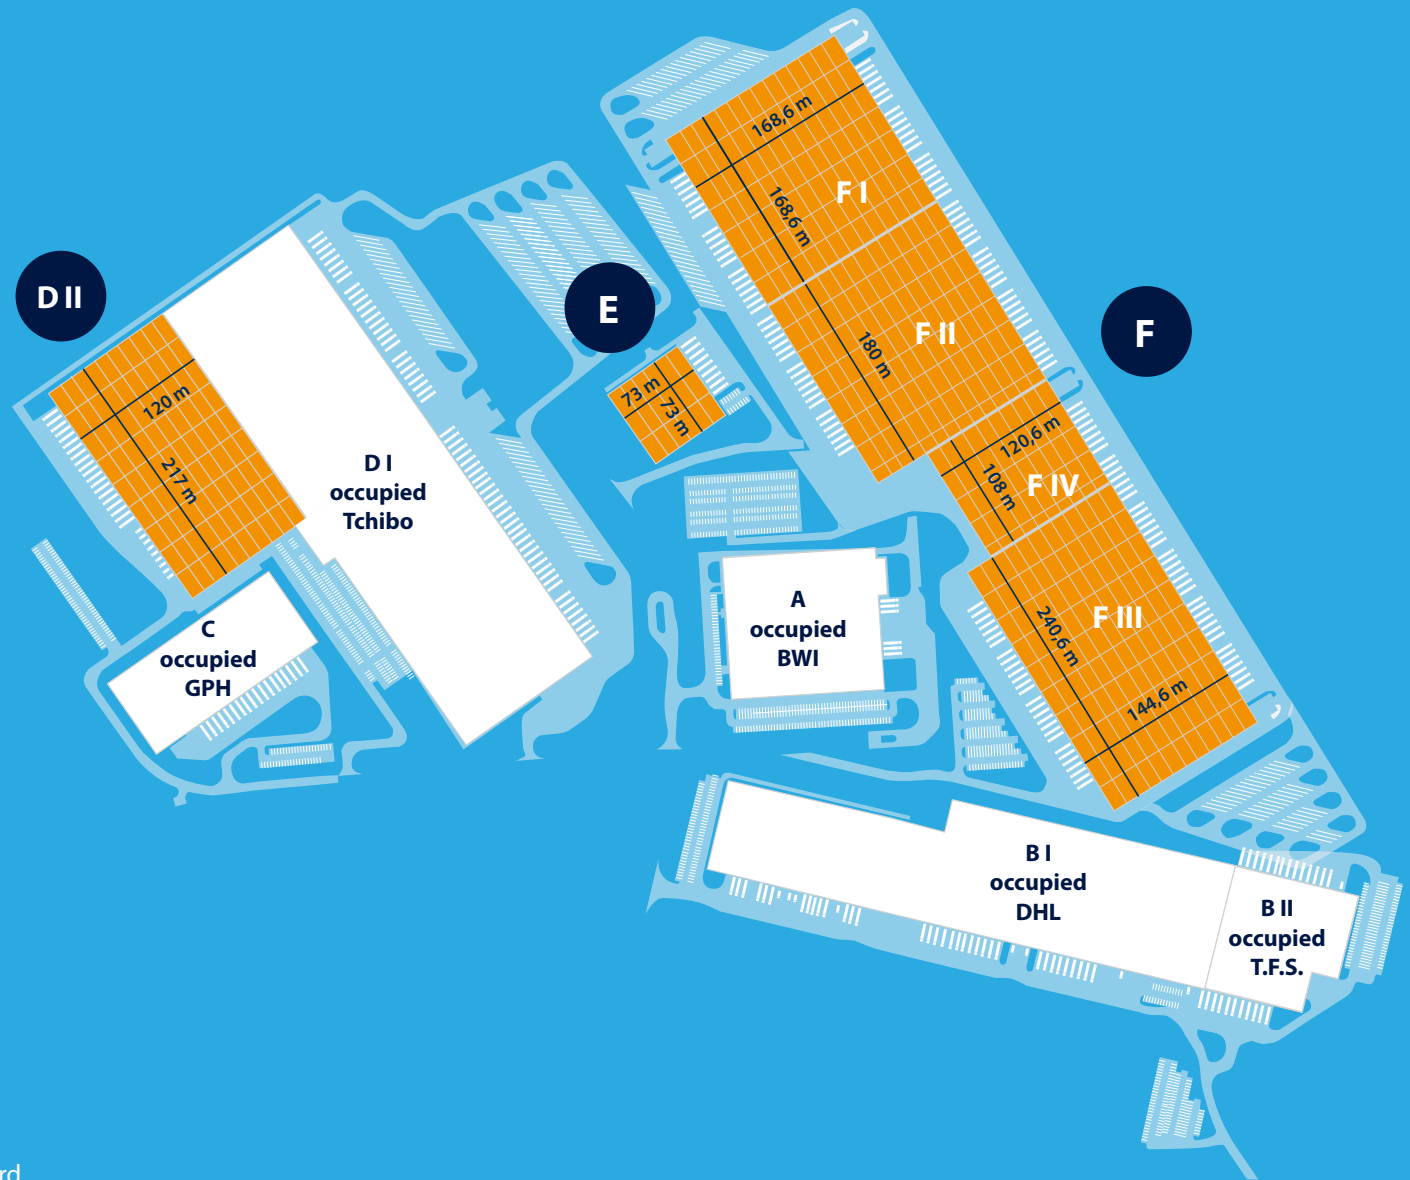 168,6 m
168,6 m
F I
D II
E
F
180 m
F II
120 m
73 m
73 m
217 m
D I
occupied
Tchibo
120,6 m
108 m
F IV
A
occupied
BWI
240,6 m
F III
C
occupied
GPH
144,6 m
B I
occupied
DHL
B II
occupied
T.F.S.
rd